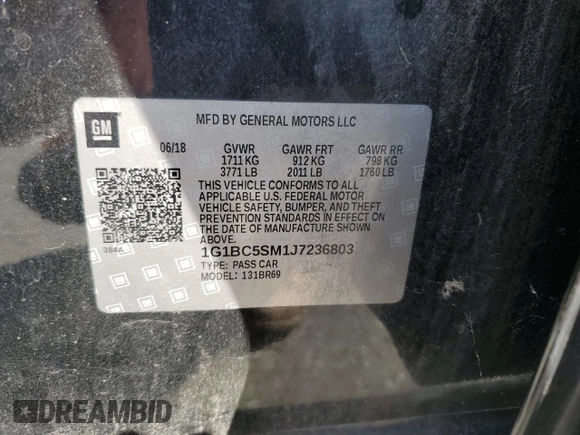 GM
MFD BY GENERAL MOTORS LLC
06/18 GVWR GAWR FRT GAWR RR
1711 KG 912 KG 798 KG
3771 LB 2011 LB 1760 LB
THIS VEHICLE CONFORMS TO ALL
APPLICABLE U.S. FEDERAL MOTOR
VEHICLE SAFETY, BUMPER, AND THEFT
PREVENTION STANDARDS IN EFFECT ON
THE DATE OF MANUFACTURE SHOWN
ABOVE.
384A
1G1BC5SM1J7236803
TYPE: PASS CAR
MODEL: 131BR69
DREAMBID